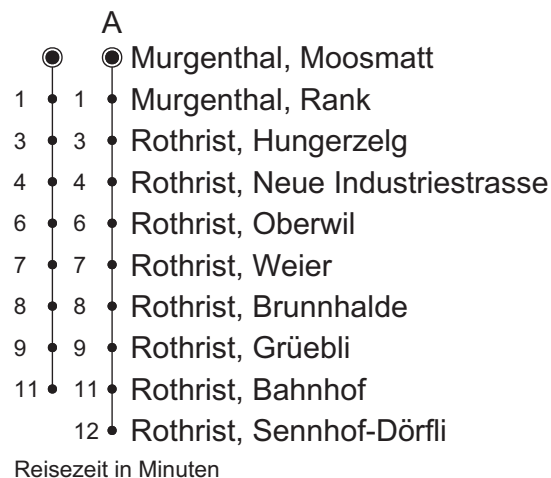 A
Murgenthal, Moosmatt
1 1 Murgenthal, Rank
3 3 Rothrist, Hungerzelg
4 4 Rothrist, Neue Industriestrasse
6 6 Rothrist, Oberwil
7 7 Rothrist, Weier
8 8 Rothrist, Brunnhalde
9 9 Rothrist, Grüebli
11 11 Rothrist, Bahnhof
12 Rothrist, Sennhof-Dörfli
Reisezeit in Minuten